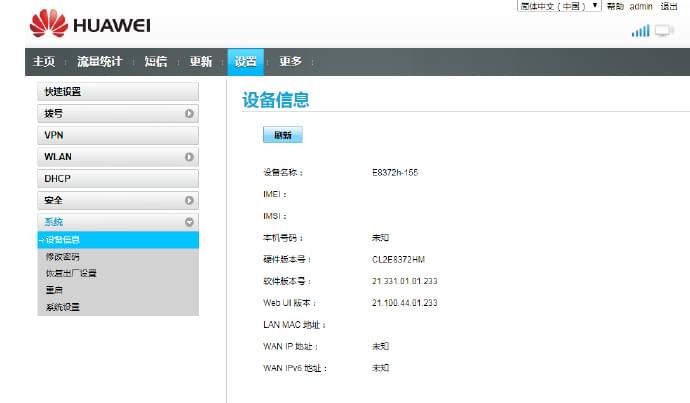 简体中文（中国） 帮助 admin 退出
HUAWEI
主页 流量统计 短信 更新 设置 更多
快速设置
拨号
VPN
WLAN
DHCP
安全
系统
设备信息
修改密码
恢复出厂设置
重启
系统设置
设备信息
刷新
设备名称： E8372h-155
IMEI：
IMSI：
本机号码： 未知
硬件版本号： CL2E8372HM
软件版本号： 21.331.01.01.233
Web UI 版本： 21.100.44.01.233
LAN MAC 地址：
WAN IP 地址： 未知
WAN IPv6 地址： 未知